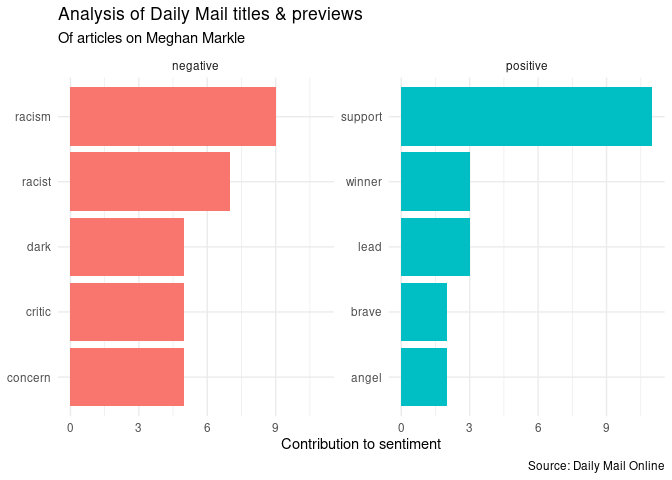 Analysis of Daily Mail titles & previews
Of articles on Meghan Markle
negative
positive
racism
racist
dark
critic
concern
support
winner
lead
brave
angel
0 3 6 9
0 3 6 9
Contribution to sentiment
Source: Daily Mail Online